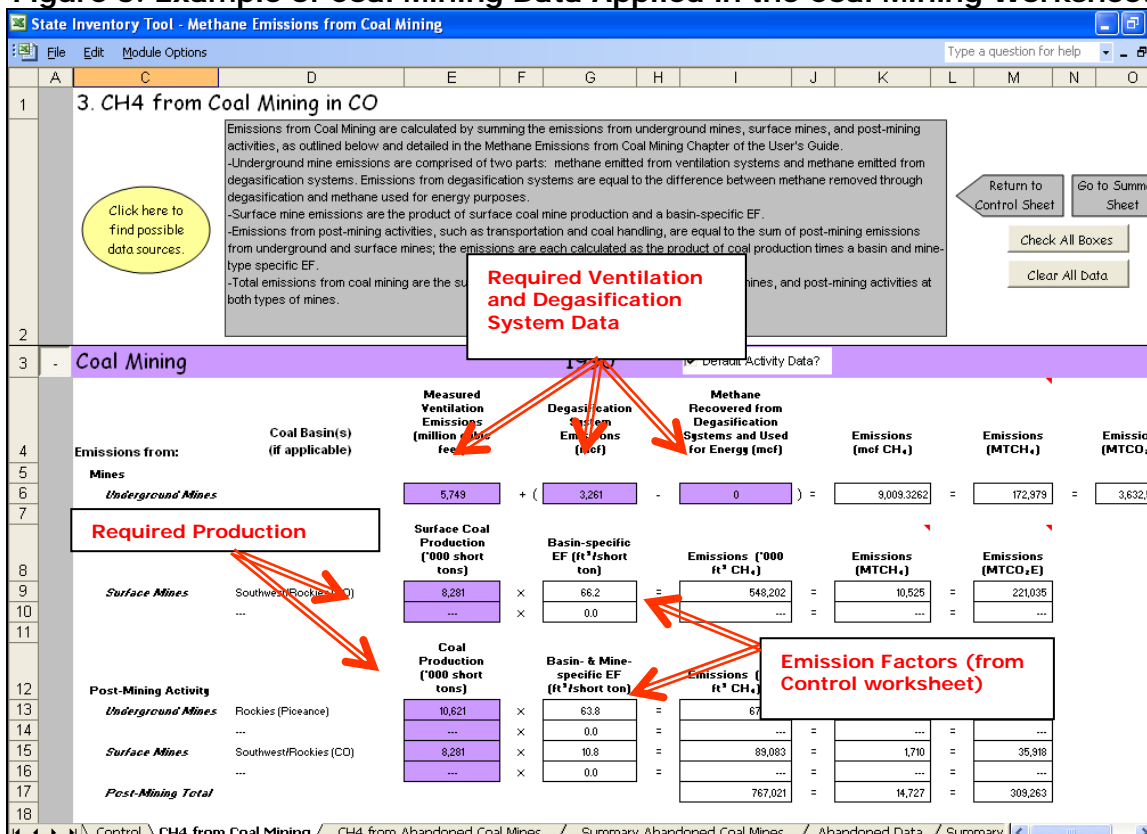 State Inventory Tool - Methane Emissions from Coal Mining
File Edit Module Options Type a question for help
A C D E F G H I J K L M N O
1 3. CH4 from Coal Mining in CO
Emissions from Coal Mining are calculated by summing the emissions from underground mines, surface mines, and post-mining
activities, as outlined below and detailed in the Methane Emissions from Coal Mining Chapter of the User's Guide.
-Underground mine emissions are comprised of two parts: methane emitted from ventilation systems and methane emitted from
degasification systems. Emissions from degasification systems are equal to the difference between methane removed through
degasification and methane used for energy purposes.
-Surface mine emissions are the product of surface coal mine production and a basin-specific EF.
-Emissions from post-mining activities, such as transportation and coal handling, are equal to the sum of post-mining emissions
from underground and surface mines; the emissions are each calculated as the product of coal production times a basin and mine-
type specific EF.
-Total emissions from coal mining are the su ines, and post-mining activities at
both types of mines.
Click here to
find possible
data sources.
Return to
Control Sheet
Go to Summ
Sheet
Check All Boxes
Clear All Data
Required Ventilation
and Degasification
System Data
2
3 - Coal Mining Default Activity Data?
4 Emissions from:
Coal Basin(s)
(if applicable)
Measured
Ventilation
Emissions
(million cubic
Degasification
System
Emissions
(mcf)
Methane
Recovered from
Degasification
Systems and Used
for Energy (mcf)
Emissions
(mcf CH₄)
Emissions
(MTCH₄)
Emissio
(MTCO₂
5 Mines
6 Underground Mines 5,749 + ( 3,261 - 0 ) = 9,009.3262 = 172,979 = 3,632,
7
Required Production
8
Surface Coal
Production
('000 short
tons)
Basin-specific
EF (ft³/short
ton)
Emissions ('000
ft³ CH₄)
Emissions
(MTCH₄)
Emissions
(MTCO₂E)
9 Surface Mines Southwest/Rockies (CO) 8,281 × 66.2 = 548,202 = 10,525 = 221,035
10 --- --- × 0.0 --- = --- = ---
11
12 Post-Mining Activity
Coal
Production
('000 short
tons)
Basin- & Mine-
specific EF
(ft³/short ton)
Emissions (
ft³ CH₄)
Emission Factors (from
Control worksheet)
13 Underground Mines Rockies (Piceance) 10,621 × 63.8 = 67
14 --- --- × 0.0 = --- = --- = ---
15 Surface Mines Southwest/Rockies (CO) 8,281 × 10.8 = 89,083 = 1,710 = 35,918
16 --- --- × 0.0 = --- = --- = ---
17 Post-Mining Total 767,021 = 14,727 = 309,263
18
Control CH4 from Coal Mining CH4 from Abandoned Coal Mines Summary Abandoned Coal Mines Abandoned Data Summary